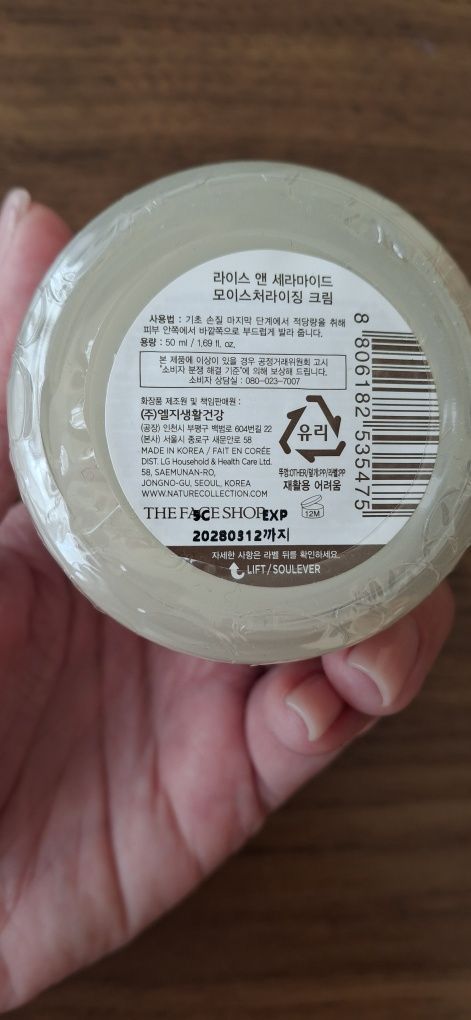 라이스 앤 세라마이드
모이스처라이징 크림
사용법 : 기초 손질 마지막 단계에서 적당량을 취해
피부 안쪽에서 바깥쪽으로 부드럽게 발라 줍니다.
용량 : 50 ml / 1.69 fl. oz.
본 제품에 이상이 있을 경우 공정거래위원회 고시
"소비자 분쟁 해결 기준"에 의해 보상해 드립니다.
소비자 상담실 : 080-023-7007
화장품 제조원 및 책임판매원 :
(주)엘지생활건강
(공장) 인천시 부평구 백범로 604번길 22
(본사) 서울시 종로구 새문안로 58
MADE IN KOREA / FAIT EN CORÉE
DIST. LG Household & Health Care Ltd.
58, SAEMUNAN-RO,
JONGNO-GU, SEOUL, KOREA
WWW.NATURECOLLECTION.COM
유리
뚜껑:OTHER/덮개:PP/라벨:PP
재활용 어려움
THE FACE SHOP
EXP
12M
20280312까지
자세한 사항은 라벨 뒤를 확인하세요.
LIFT / SOULEVER
8 806182 535475